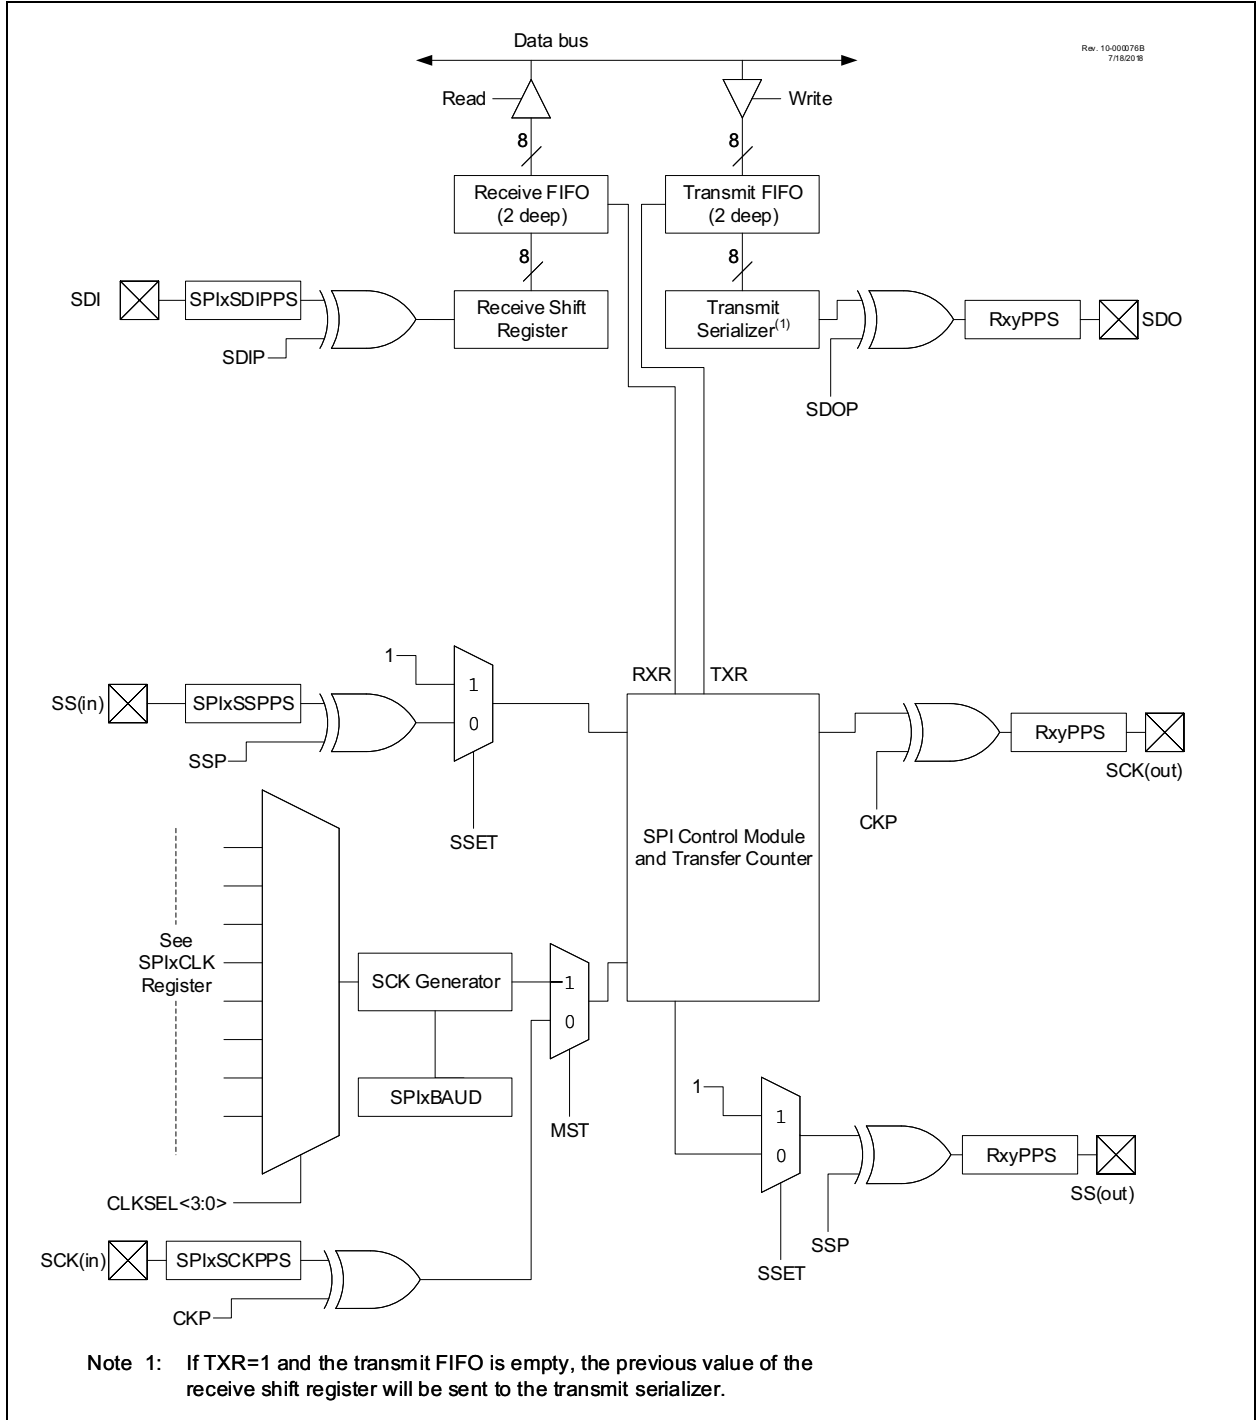 Data bus
Rev. 10-000076B
7/18/2018
Read
Write
8
8
Receive FIFO
(2 deep)
Transmit FIFO
(2 deep)
8
8
SDI
SPIxSDIPPS
SDIP
Receive Shift
Register
Transmit
Serializer(1)
SDOP
RxyPPS
SDO
RXR
TXR
1
1
0
SS(in)
SPIxSSPPS
SSP
SSET
SPI Control Module
and Transfer Counter
RxyPPS
SCK(out)
CKP
See
SPIxCLK
Register
SCK Generator
1
0
SPIxBAUD
MST
CLKSEL<3:0>
1
1
0
RxyPPS
SS(out)
SSP
SSET
SCK(in)
SPIxSCKPPS
CKP
Note 1: If TXR=1 and the transmit FIFO is empty, the previous value of the
receive shift register will be sent to the transmit serializer.